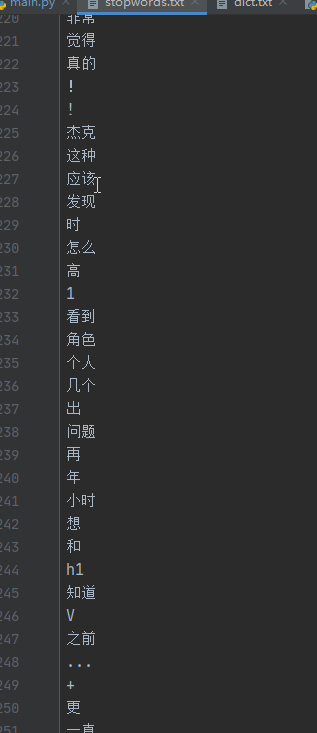 main.py stopwords.txt dict.txt
220 非常
221 觉得
222 真的
223 !
224 !
225 杰克
226 这种
227 应该
228 发现
229 时
230 怎么
231 高
232 1
233 看到
234 角色
235 个人
236 几个
237 出
238 问题
239 再
240 年
241 小时
242 想
243 和
244 h1
245 知道
246 V
247 之前
248 ...
249 +
250 更
251 一直